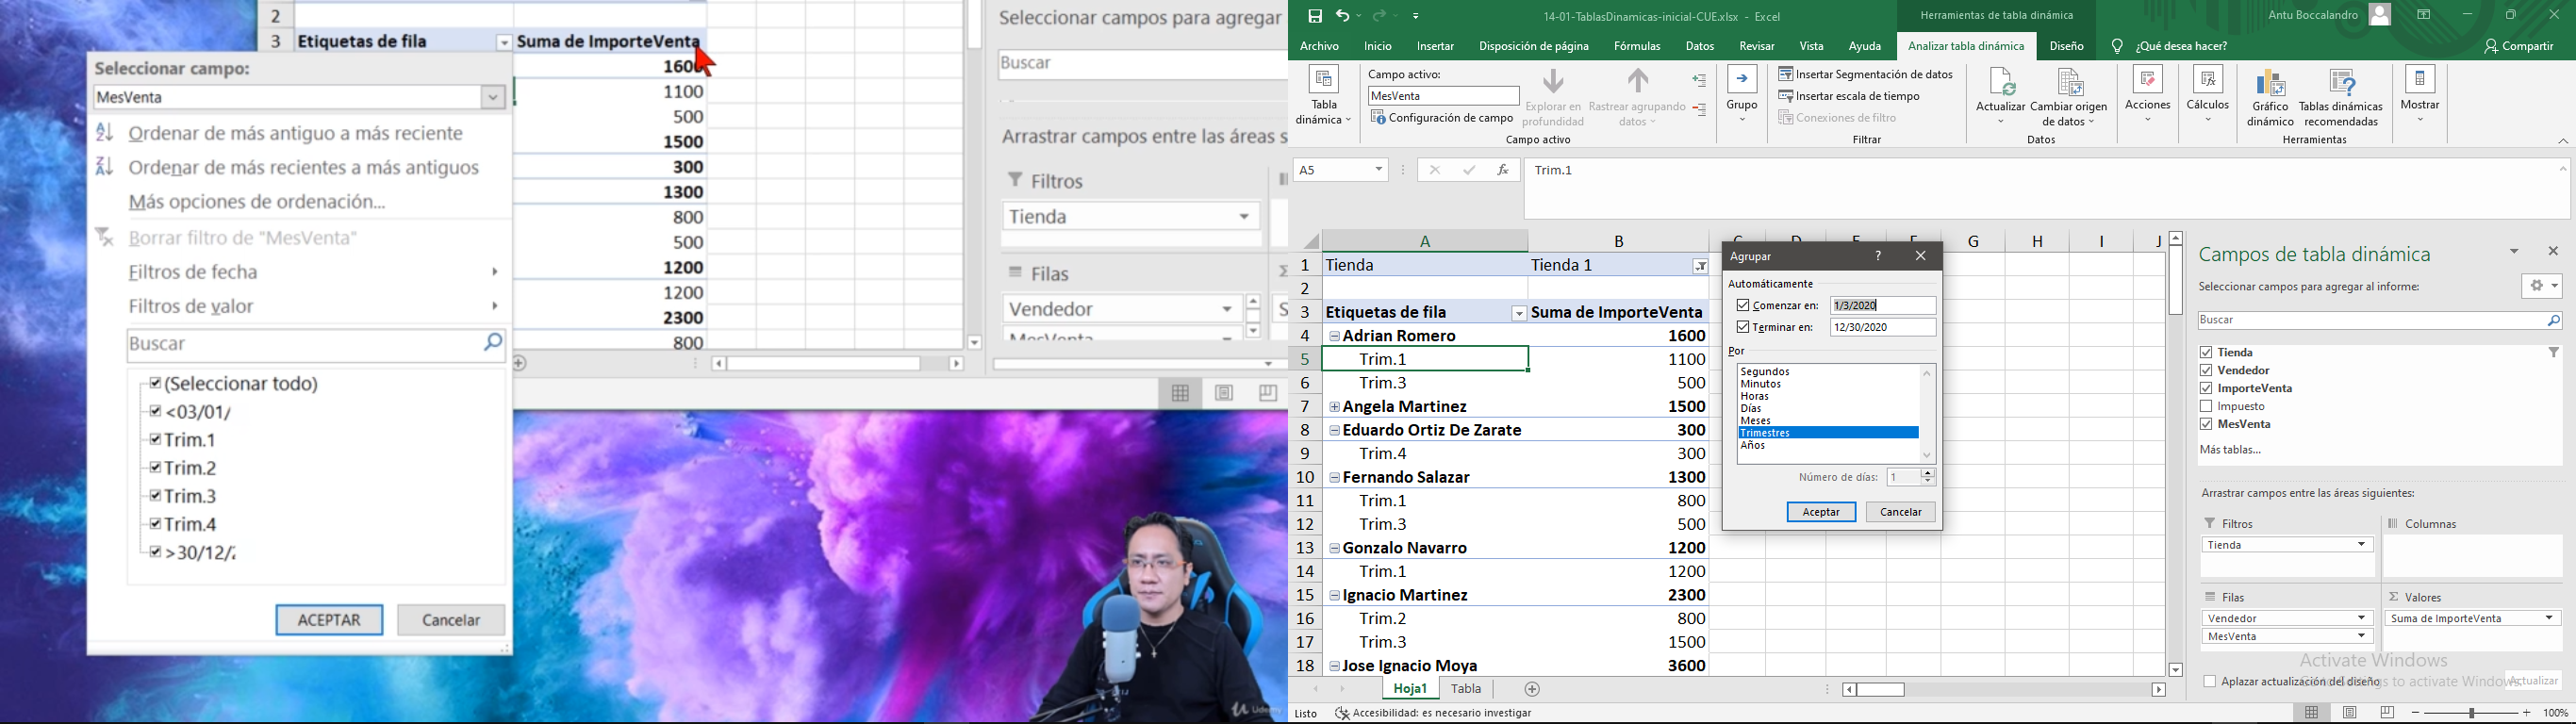 2
3 Etiquetas de fila Suma de ImporteVenta
1600
1100
500
1500
300
1300
800
500
1200
1200
2300
800
Seleccionar campo:
MesVenta
Ordenar de más antiguo a más reciente
Ordenar de más recientes a más antiguos
Más opciones de ordenación...
Borrar filtro de "MesVenta"
Filtros de fecha
Filtros de valor
Buscar
(Seleccionar todo)
<03/01/
Trim.1
Trim.2
Trim.3
Trim.4
>30/12/
ACEPTAR Cancelar
Seleccionar campos para agregar
Buscar
Arrastrar campos entre las áreas s
Filtros
Tienda
Filas Σ
Vendedor S
MesVenta
Udemy
14-01-TablasDinamicas-inicial-CUE.xlsx - Excel
Herramientas de tabla dinámica
Antu Boccalandro
Archivo Inicio Insertar Disposición de página Fórmulas Datos Revisar Vista Ayuda Analizar tabla dinámica Diseño ¿Qué desea hacer? Compartir
Tabla dinámica
Campo activo:
MesVenta
Configuración de campo
Explorar en profundidad
Rastrear agrupando datos
Campo activo
Grupo
Insertar Segmentación de datos
Insertar escala de tiempo
Conexiones de filtro
Filtrar
Actualizar
Cambiar origen de datos
Datos
Acciones
Cálculos
Gráfico dinámico
Tablas dinámicas recomendadas
Herramientas
Mostrar
A5 fx Trim.1
A B C D E F G H I J
1 Tienda Tienda 1
2
3 Etiquetas de fila Suma de ImporteVenta
4 Adrian Romero 1600
5 Trim.1 1100
6 Trim.3 500
7 Angela Martinez 1500
8 Eduardo Ortiz De Zarate 300
9 Trim.4 300
10 Fernando Salazar 1300
11 Trim.1 800
12 Trim.3 500
13 Gonzalo Navarro 1200
14 Trim.1 1200
15 Ignacio Martinez 2300
16 Trim.2 800
17 Trim.3 1500
18 Jose Ignacio Moya 3600
Agrupar ?
Automáticamente
Comenzar en: 1/3/2020
Terminar en: 12/30/2020
Por
Segundos
Minutos
Horas
Días
Meses
Trimestres
Años
Número de días: 1
Aceptar Cancelar
Campos de tabla dinámica
Seleccionar campos para agregar al informe:
Buscar
Tienda
Vendedor
ImporteVenta
Impuesto
MesVenta
Más tablas...
Arrastrar campos entre las áreas siguientes:
Filtros Columnas
Tienda
Filas Σ Valores
Vendedor Suma de ImporteVenta
MesVenta
Activate Windows
Aplazar actualización del diseño Actualizar
Hoja1 Tabla
Listo Accesibilidad: es necesario investigar 100%